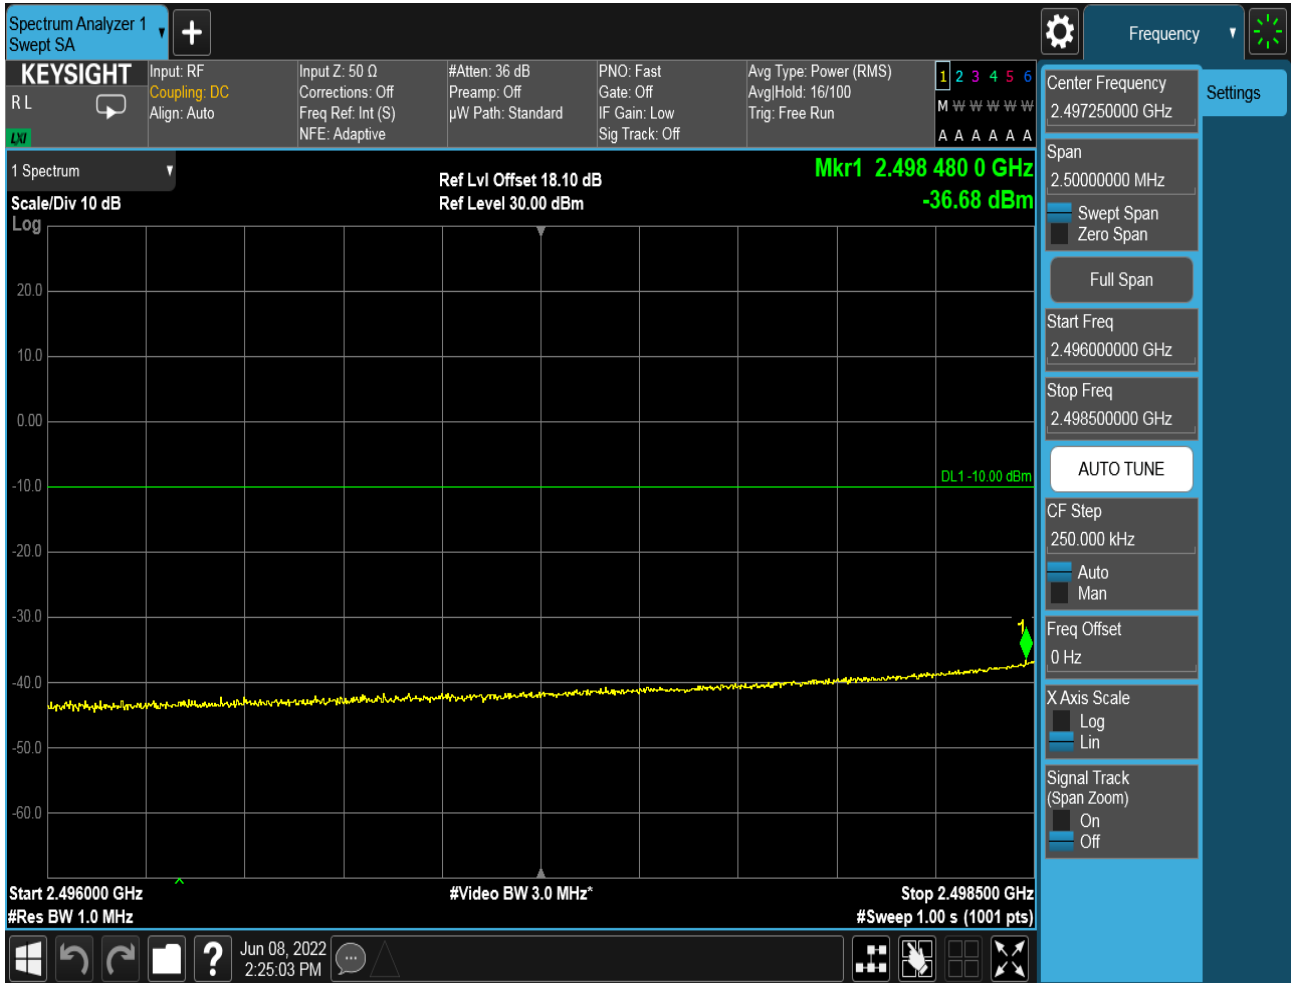 Spectrum Analyzer 1
Swept SA
Frequency
KEYSIGHT
R L
LXI
Input: RF
Coupling: DC
Align: Auto
Input Z: 50 Ω
Corrections: Off
Freq Ref: Int (S)
NFE: Adaptive
#Atten: 36 dB
Preamp: Off
µW Path: Standard
PNO: Fast
Gate: Off
IF Gain: Low
Sig Track: Off
Avg Type: Power (RMS)
Avg|Hold: 16/100
Trig: Free Run
1 2 3 4 5 6
M W W W W W
A A A A A A
1 Spectrum
Scale/Div 10 dB
Log
Ref Lvl Offset 18.10 dB
Ref Level 30.00 dBm
Mkr1 2.498 480 0 GHz
-36.68 dBm
20.0
10.0
0.00
-10.0
-20.0
-30.0
-40.0
-50.0
-60.0
DL1 -10.00 dBm
1
Start 2.496000 GHz
#Res BW 1.0 MHz
#Video BW 3.0 MHz*
Stop 2.498500 GHz
#Sweep 1.00 s (1001 pts)
?
Jun 08, 2022
2:25:03 PM
Center Frequency
2.497250000 GHz
Span
2.50000000 MHz
Swept Span
Zero Span
Full Span
Start Freq
2.496000000 GHz
Stop Freq
2.498500000 GHz
AUTO TUNE
CF Step
250.000 kHz
Auto
Man
Freq Offset
0 Hz
X Axis Scale
Log
Lin
Signal Track
(Span Zoom)
On
Off
Settings